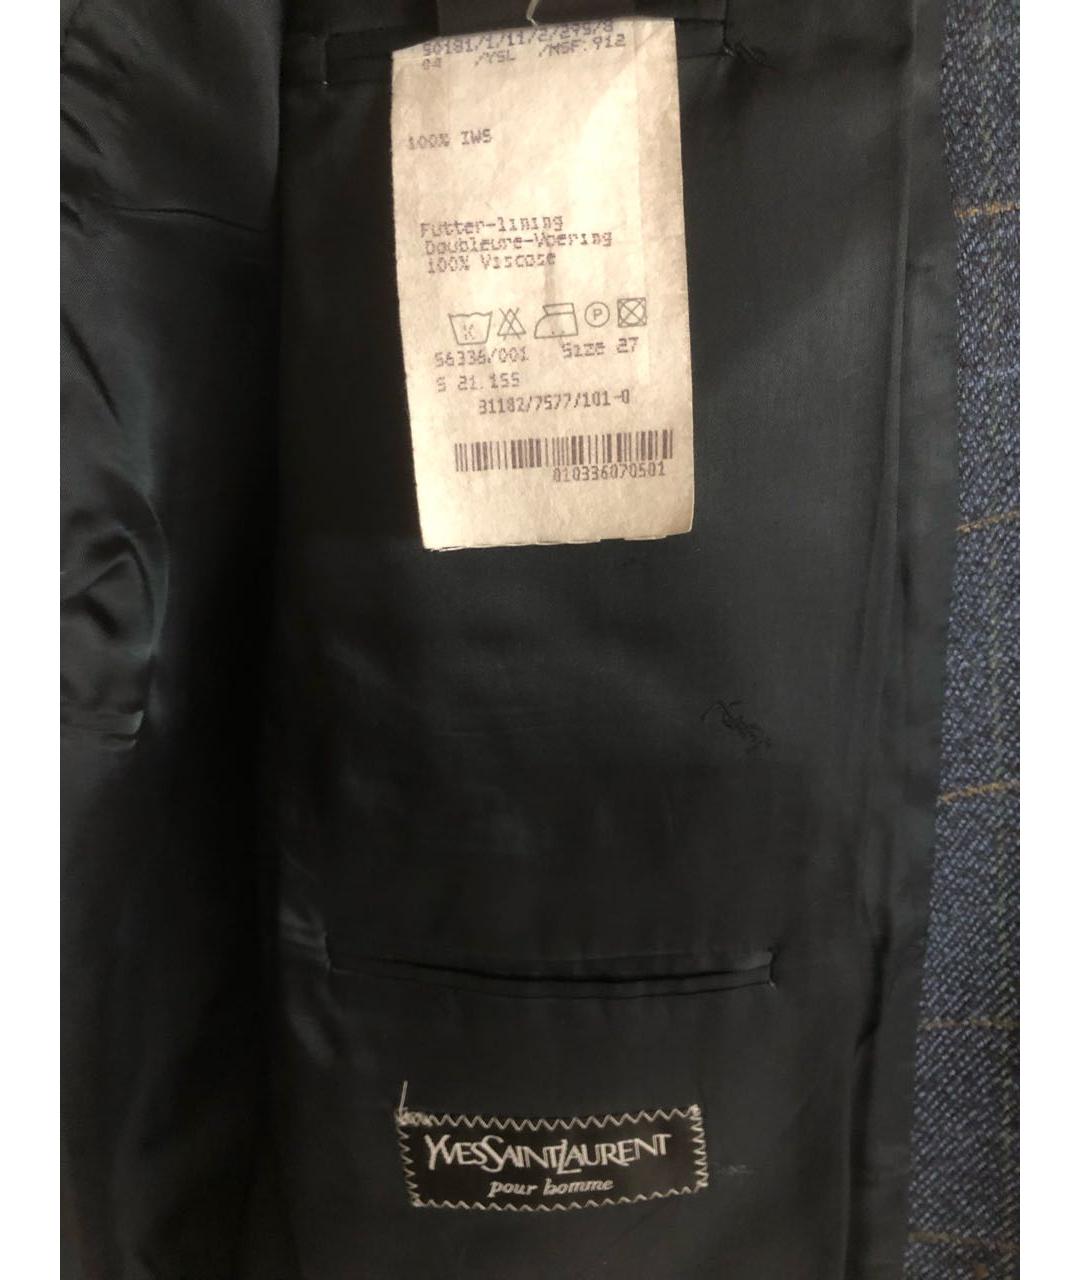 50181/1/11/2/299/8
04 /YSL /MSF:912
100% IWS
Futter-lining
Doubleure-Voering
100% Viscose
K P
56336/001 Size 27
S 21.155
31182/7577/101-0
010336070501
YVESSAINTLAURENT
pour homme